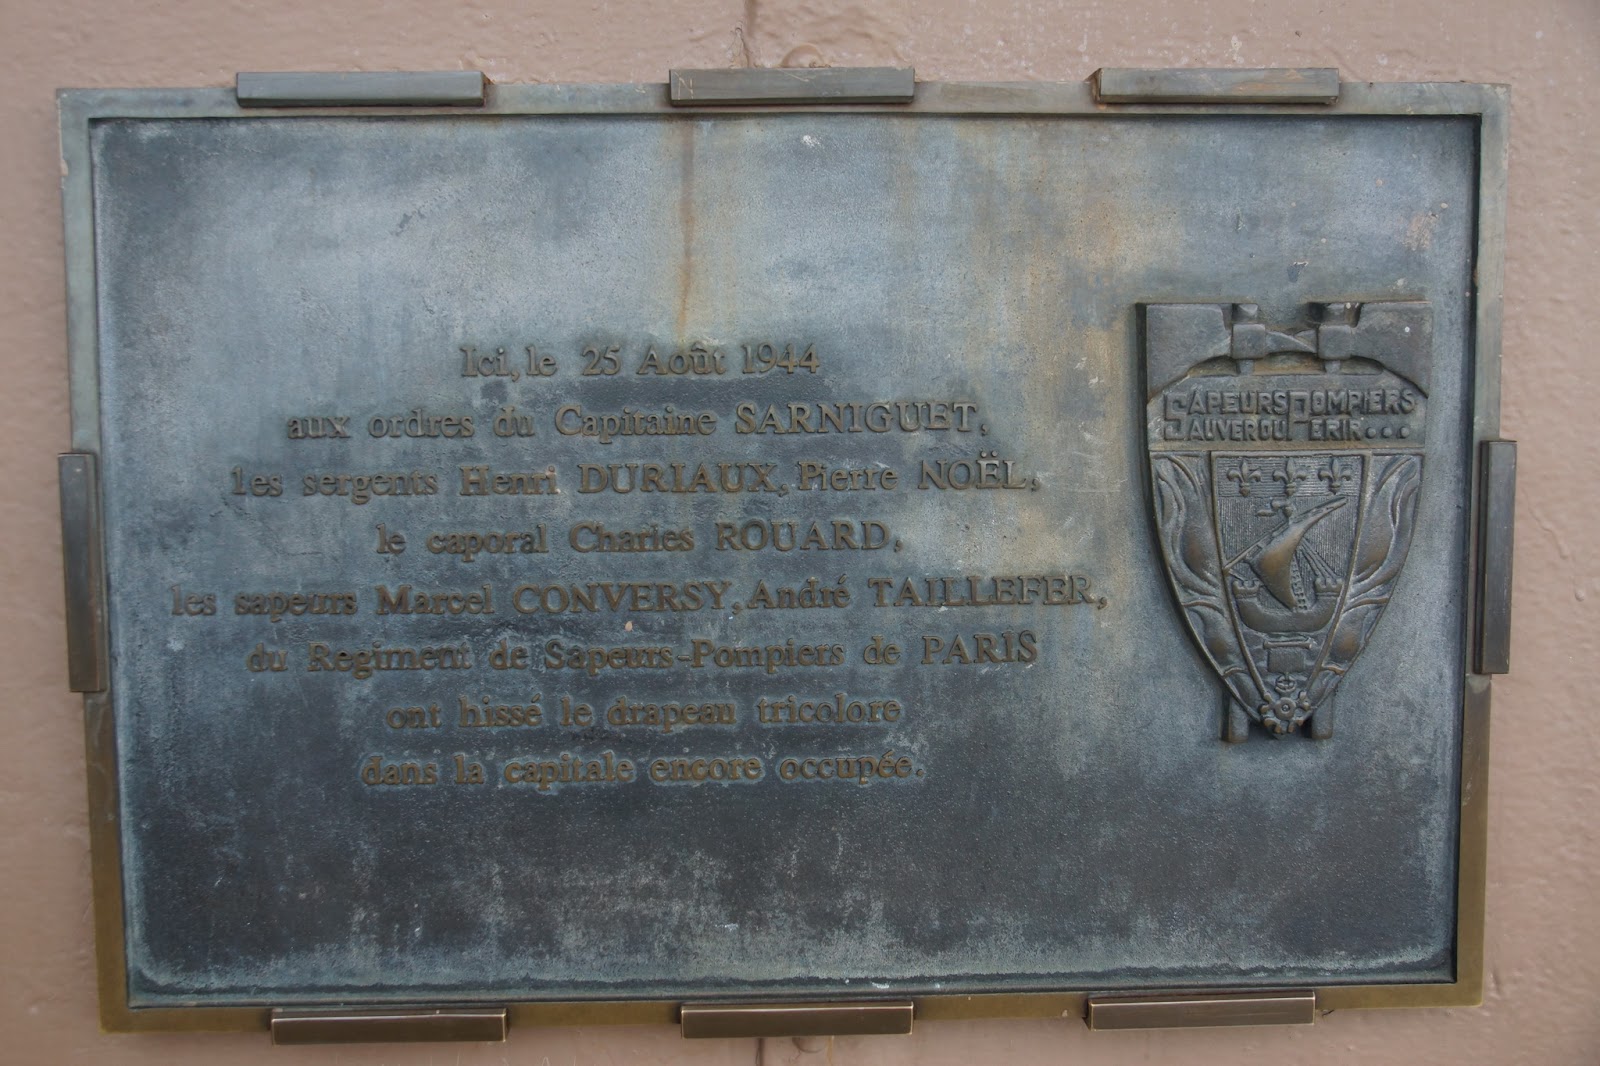 Ici, le 25 Août 1944
aux ordres du Capitaine SARNIGUET,
les sergents Henri DURIAUX, Pierre NOËL,
le caporal Charles ROUARD,
les sapeurs Marcel CONVERSY, André TAILLEFER,
du Regiment de Sapeurs-Pompiers de PARIS
ont hissé le drapeau tricolore
dans la capitale encore occupée.
SAPEURS POMPIERS
SAUVER OU PERIR...